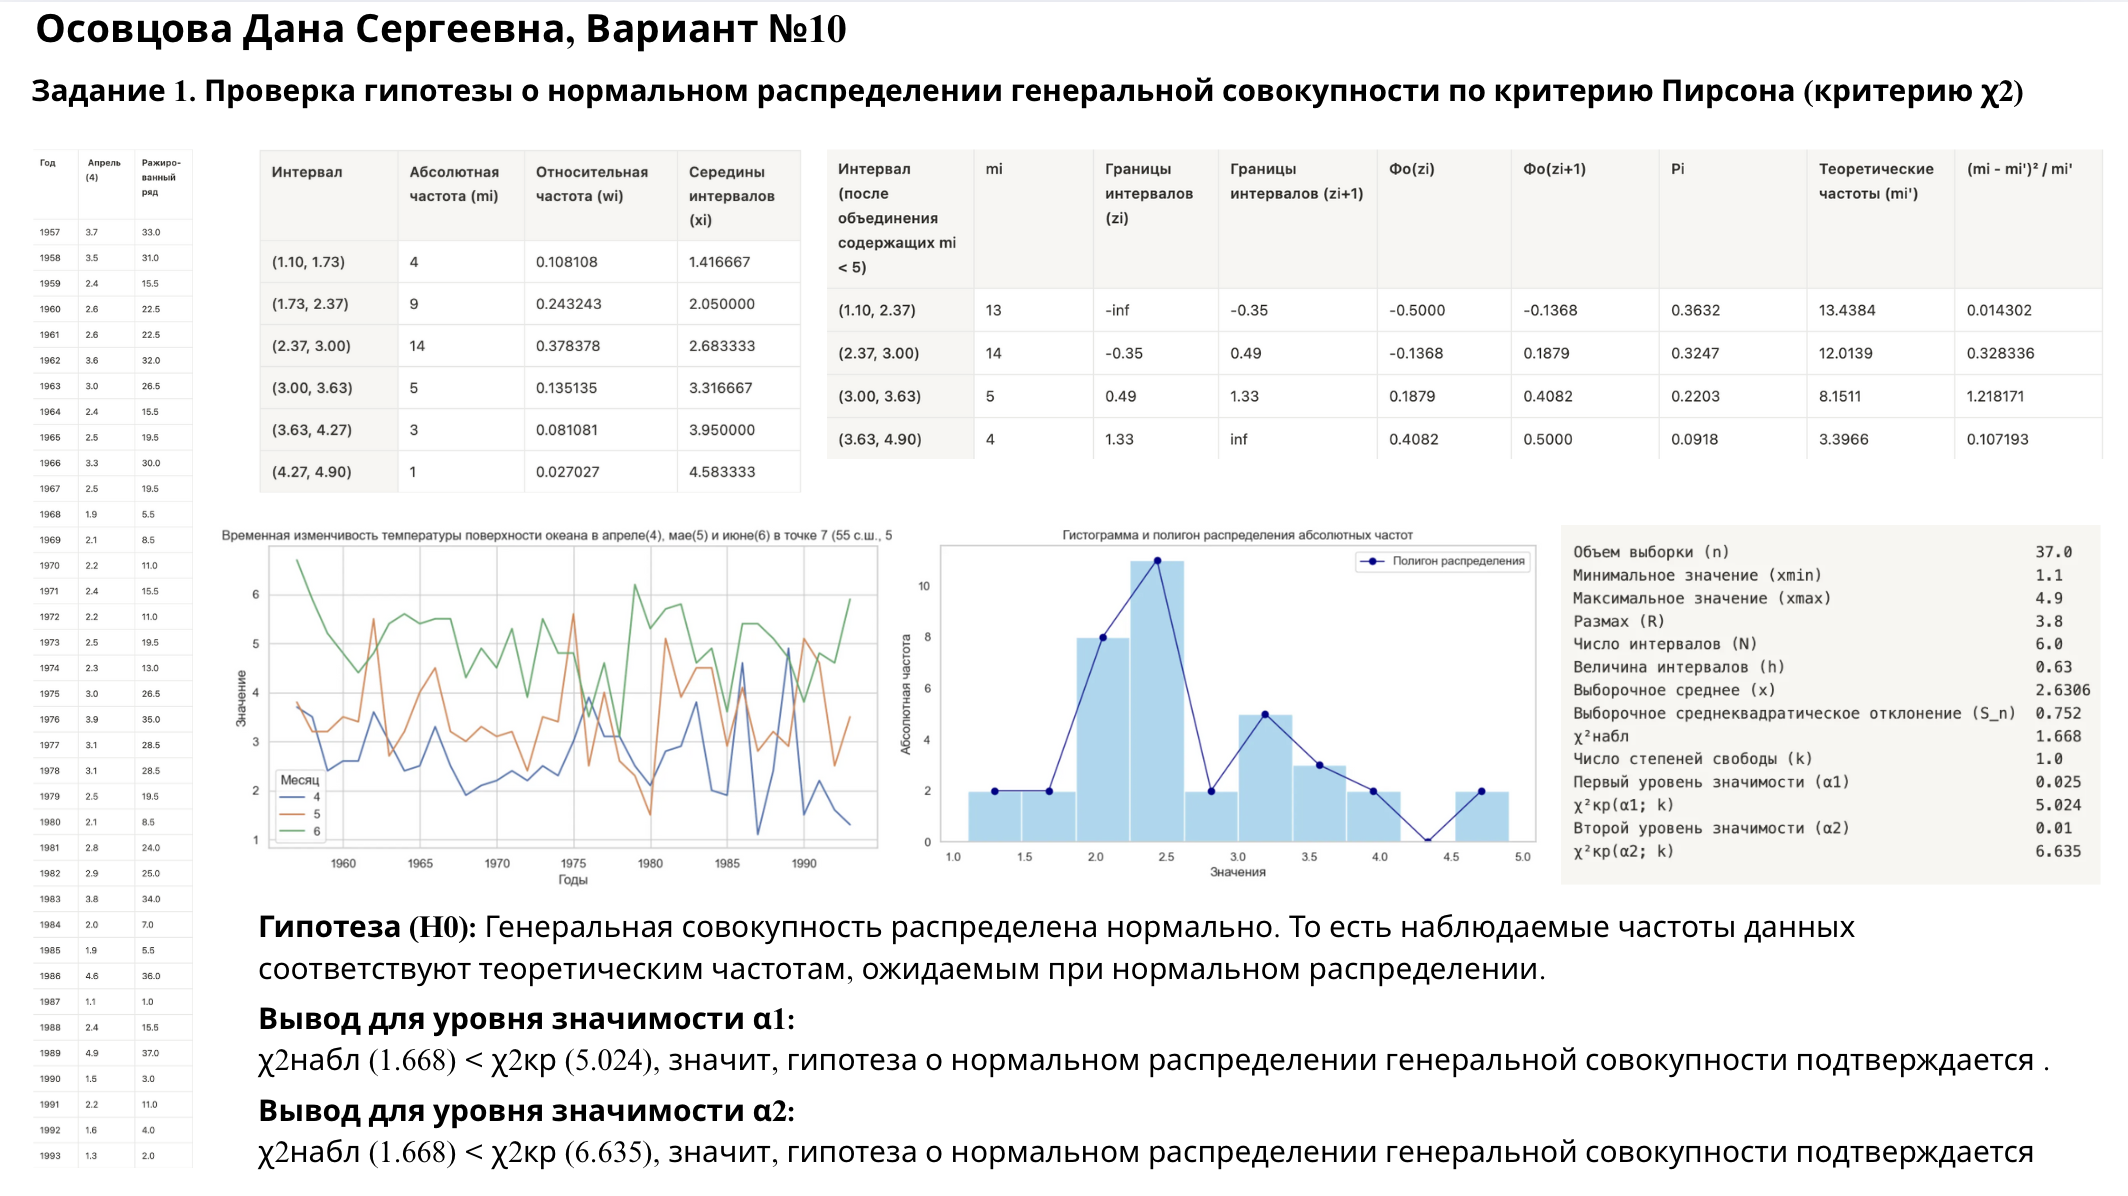 Осовцова Дана Сергеевна, Вариант №10
Задание 1. Проверка гипотезы о нормальном распределении генеральной совокупности по критерию Пирсона (критерию χ2)
Год Апрель (4) Ражиро-ванный ряд
1957 3.7 33.0
1958 3.5 31.0
1959 2.4 15.5
1960 2.6 22.5
1961 2.6 22.5
1962 3.6 32.0
1963 3.0 26.5
1964 2.4 15.5
1965 2.5 19.5
1966 3.3 30.0
1967 2.5 19.5
1968 1.9 5.5
1969 2.1 8.5
1970 2.2 11.0
1971 2.4 15.5
1972 2.2 11.0
1973 2.5 19.5
1974 2.3 13.0
1975 3.0 26.5
1976 3.9 35.0
1977 3.1 28.5
1978 3.1 28.5
1979 2.5 19.5
1980 2.1 8.5
1981 2.8 24.0
1982 2.9 25.0
1983 3.8 34.0
1984 2.0 7.0
1985 1.9 5.5
1986 4.6 36.0
1987 1.1 1.0
1988 2.4 15.5
1989 4.9 37.0
1990 1.5 3.0
1991 2.2 11.0
1992 1.6 4.0
1993 1.3 2.0
Интервал Абсолютная частота (mi) Относительная частота (wi) Середины интервалов (xi)
(1.10, 1.73) 4 0.108108 1.416667
(1.73, 2.37) 9 0.243243 2.050000
(2.37, 3.00) 14 0.378378 2.683333
(3.00, 3.63) 5 0.135135 3.316667
(3.63, 4.27) 3 0.081081 3.950000
(4.27, 4.90) 1 0.027027 4.583333
Интервал (после объединения содержащих mi < 5) mi Границы интервалов (zi) Границы интервалов (zi+1) Фо(zi) Фо(zi+1) Pi Теоретические частоты (mi') (mi - mi')² / mi'
(1.10, 2.37) 13 -inf -0.35 -0.5000 -0.1368 0.3632 13.4384 0.014302
(2.37, 3.00) 14 -0.35 0.49 -0.1368 0.1879 0.3247 12.0139 0.328336
(3.00, 3.63) 5 0.49 1.33 0.1879 0.4082 0.2203 8.1511 1.218171
(3.63, 4.90) 4 1.33 inf 0.4082 0.5000 0.0918 3.3966 0.107193
Временная изменчивость температуры поверхности океана в апреле(4), мае(5) и июне(6) в точке 7 (55 с.ш., 5
Значение
6
5
4
3
2
1
Месяц
4
5
6
1960 1965 1970 1975 1980 1985 1990
Годы
Гистограмма и полигон распределения абсолютных частот
Полигон распределения
Абсолютная частота
10
8
6
4
2
0
1.0 1.5 2.0 2.5 3.0 3.5 4.0 4.5 5.0
Значения
Объем выборки (n) 37.0
Минимальное значение (xmin) 1.1
Максимальное значение (xmax) 4.9
Размах (R) 3.8
Число интервалов (N) 6.0
Величина интервалов (h) 0.63
Выборочное среднее (x) 2.6306
Выборочное среднеквадратическое отклонение (S_n) 0.752
χ²набл 1.668
Число степеней свободы (k) 1.0
Первый уровень значимости (α1) 0.025
χ²кр(α1; k) 5.024
Второй уровень значимости (α2) 0.01
χ²кр(α2; k) 6.635
Гипотеза (H0): Генеральная совокупность распределена нормально. То есть наблюдаемые частоты данных
соответствуют теоретическим частотам, ожидаемым при нормальном распределении.
Вывод для уровня значимости α1:
χ2набл (1.668) < χ2кр (5.024), значит, гипотеза о нормальном распределении генеральной совокупности подтверждается .
Вывод для уровня значимости α2:
χ2набл (1.668) < χ2кр (6.635), значит, гипотеза о нормальном распределении генеральной совокупности подтверждается